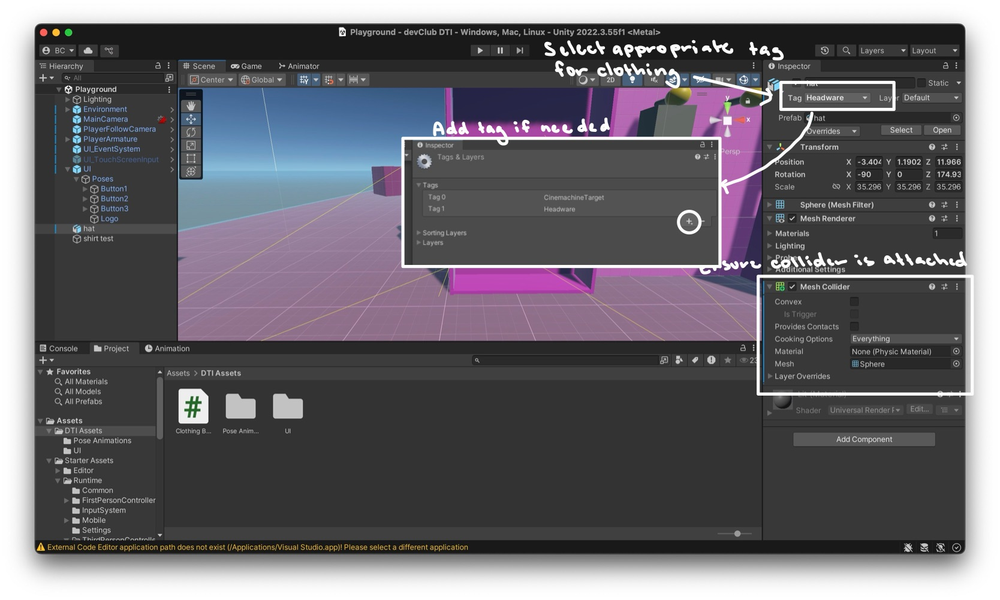 Playground - devClub DTI - Windows, Mac, Linux - Unity 2022.3.55f1 <Metal>
BC
Layers
Layout
Select appropriate tag
for clothing
Hierarchy
All
Playground
Lighting
Environment
MainCamera
PlayerFollowCamera
PlayerArmature
UI_EventSystem
UI_TouchScreenInput
UI
Poses
Button1
Button2
Button3
Logo
hat
shirt test
Scene
Game
Animator
Center
Global
2D
y
x
Persp
Add tag if needed
Inspector
Tags & Layers
Tags
Tag 0 CinemachineTarget
Tag 1 Headware
Sorting Layers
Layers
Inspector
hat
Static
Tag Headware Layer Default
Prefab hat
Overrides Select Open
Transform
Position X -3.404 Y 1.1902 Z 11.966
Rotation X -90 Y 0 Z 174.93
Scale X 35.296 Y 35.296 Z 35.296
Sphere (Mesh Filter)
Mesh Renderer
Materials 1
Lighting
Probes
Ensure collider is attached
Additional Settings
Mesh Collider
Convex
Is Trigger
Provides Contacts
Cooking Options Everything
Material None (Physic Material)
Mesh Sphere
Layer Overrides
Lit (Material)
Shader Universal Render F Edit...
Add Component
Console
Project
Animation
23
Favorites
All Materials
All Models
All Prefabs
Assets
DTI Assets
Pose Animations
UI
Starter Assets
Editor
Runtime
Common
FirstPersonController
InputSystem
Mobile
Settings
ThirdPersonControlle
Assets > DTI Assets
Clothing B...
Pose Anim...
UI
External Code Editor application path does not exist (/Applications/Visual Studio.app)! Please select a different application